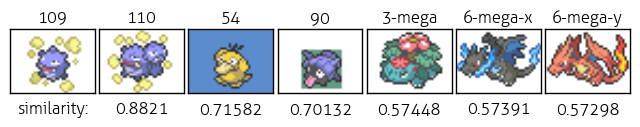 109 110 54 90 3-mega 6-mega-x 6-mega-y
similarity: 0.8821 0.71582 0.70132 0.57448 0.57391 0.57298